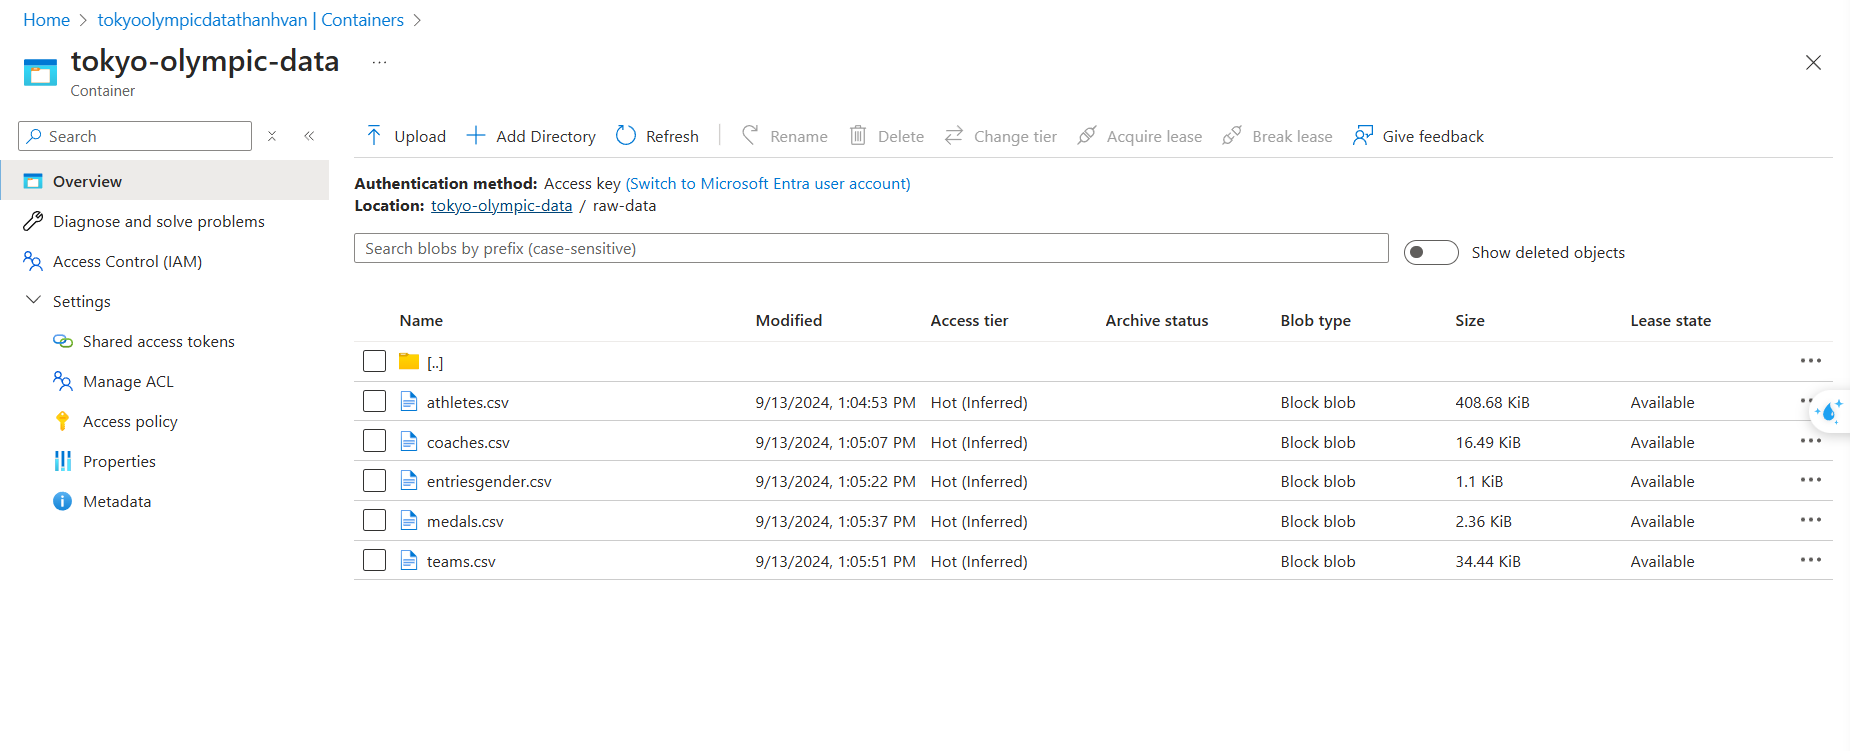 Home > tokyoolympicdatathanhvan | Containers >
tokyo-olympic-data ...
Container
Search
Upload Add Directory Refresh Rename Delete Change tier Acquire lease Break lease Give feedback
Overview
Diagnose and solve problems
Access Control (IAM)
Settings
Shared access tokens
Manage ACL
Access policy
Properties
Metadata
Authentication method: Access key (Switch to Microsoft Entra user account)
Location: tokyo-olympic-data / raw-data
Search blobs by prefix (case-sensitive)
Show deleted objects
Name Modified Access tier Archive status Blob type Size Lease state
[..]
athletes.csv 9/13/2024, 1:04:53 PM Hot (Inferred) Block blob 408.68 KiB Available
coaches.csv 9/13/2024, 1:05:07 PM Hot (Inferred) Block blob 16.49 KiB Available
entriesgender.csv 9/13/2024, 1:05:22 PM Hot (Inferred) Block blob 1.1 KiB Available
medals.csv 9/13/2024, 1:05:37 PM Hot (Inferred) Block blob 2.36 KiB Available
teams.csv 9/13/2024, 1:05:51 PM Hot (Inferred) Block blob 34.44 KiB Available